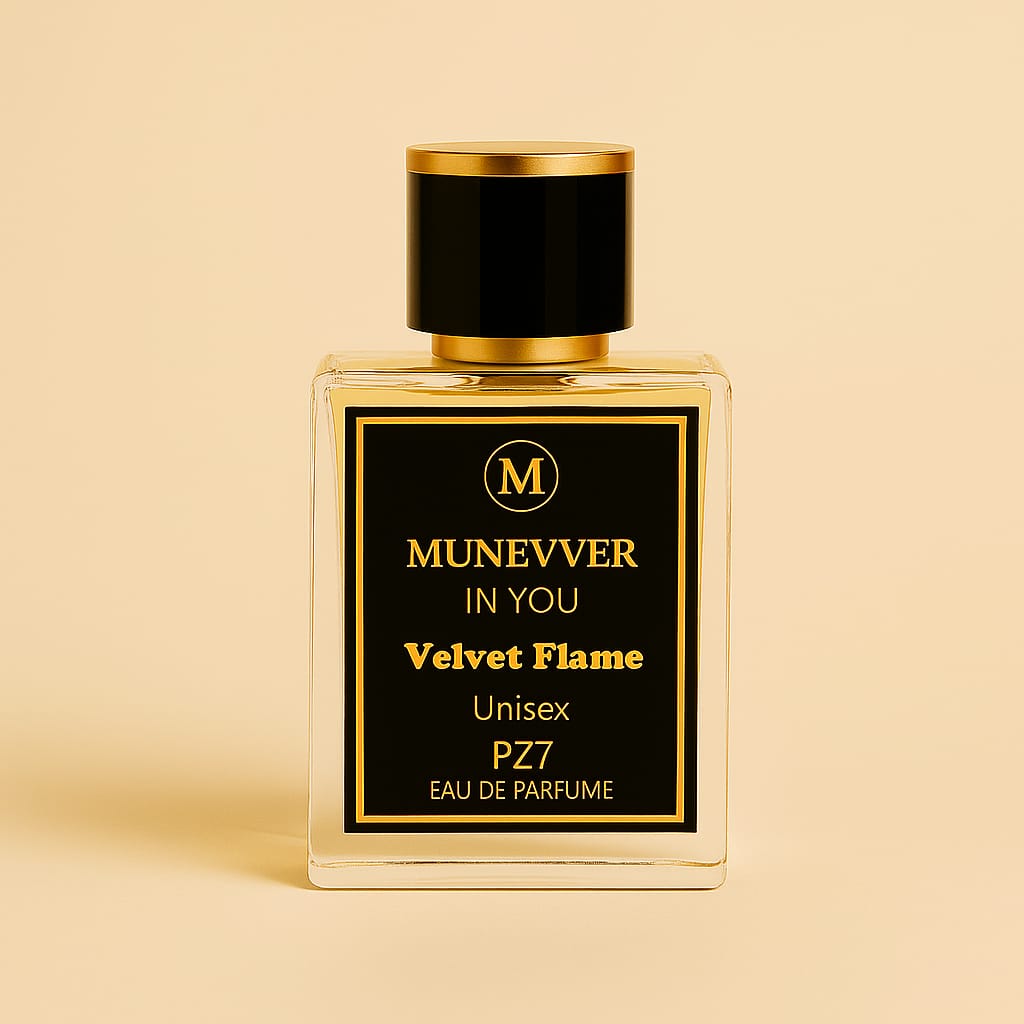 M
MUNEVVER
IN YOU
Velvet Flame
Unisex
PZ7
EAU DE PARFUME